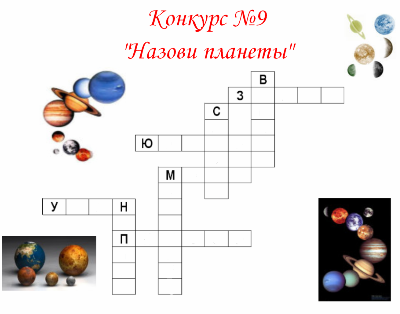 Конкурс №9
"Назови планеты"
В
З
С
Ю
М
У Н
П